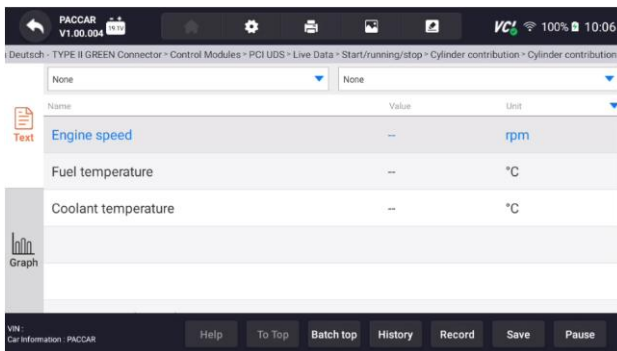 PACCAR
V1.00.004
VC! 100% 10:06
Deutsch - TYPE II GREEN Connector > Control Modules > PCI UDS > Live Data > Start/running/stop > Cylinder contribution > Cylinder contribution
None None
Name Value Unit
Text
Engine speed -- rpm
Fuel temperature -- °C
Coolant temperature -- °C
Graph
VIN :
Car Information : PACCAR
Help To Top Batch top History Record Save Pause